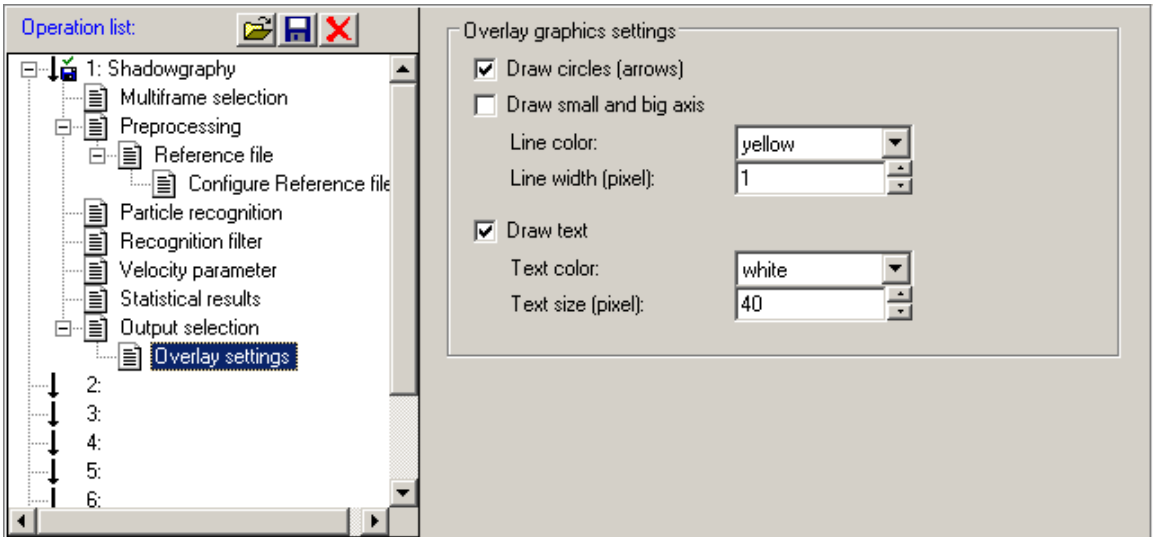 Operation list:
1: Shadowgraphy
Multiframe selection
Preprocessing
Reference file
Configure Reference file
Particle recognition
Recognition filter
Velocity parameter
Statistical results
Output selection
Overlay settings
2:
3:
4:
5:
6:
Overlay graphics settings
Draw circles (arrows)
Draw small and big axis
Line color: yellow
Line width (pixel): 1
Draw text
Text color: white
Text size (pixel): 40